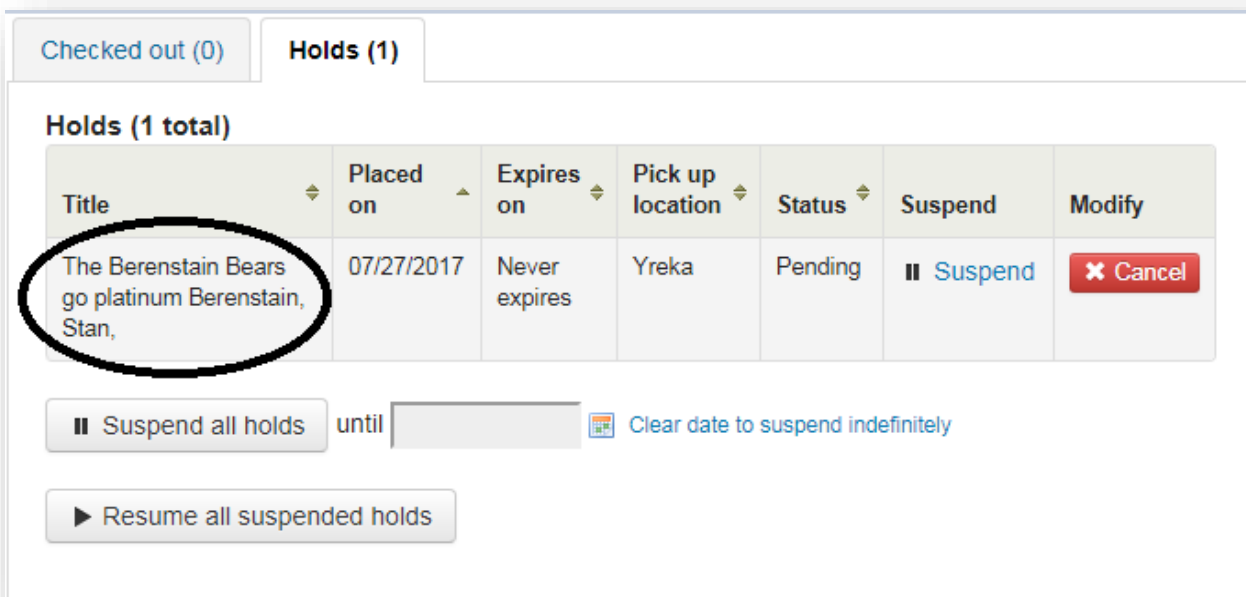 Checked out (0)
Holds (1)
Holds (1 total)
Title
Placed on
Expires on
Pick up location
Status
Suspend
Modify
The Berenstain Bears
go platinum Berenstain,
Stan,
07/27/2017
Never
expires
Yreka
Pending
Suspend
Cancel
Suspend all holds until Clear date to suspend indefinitely
Resume all suspended holds